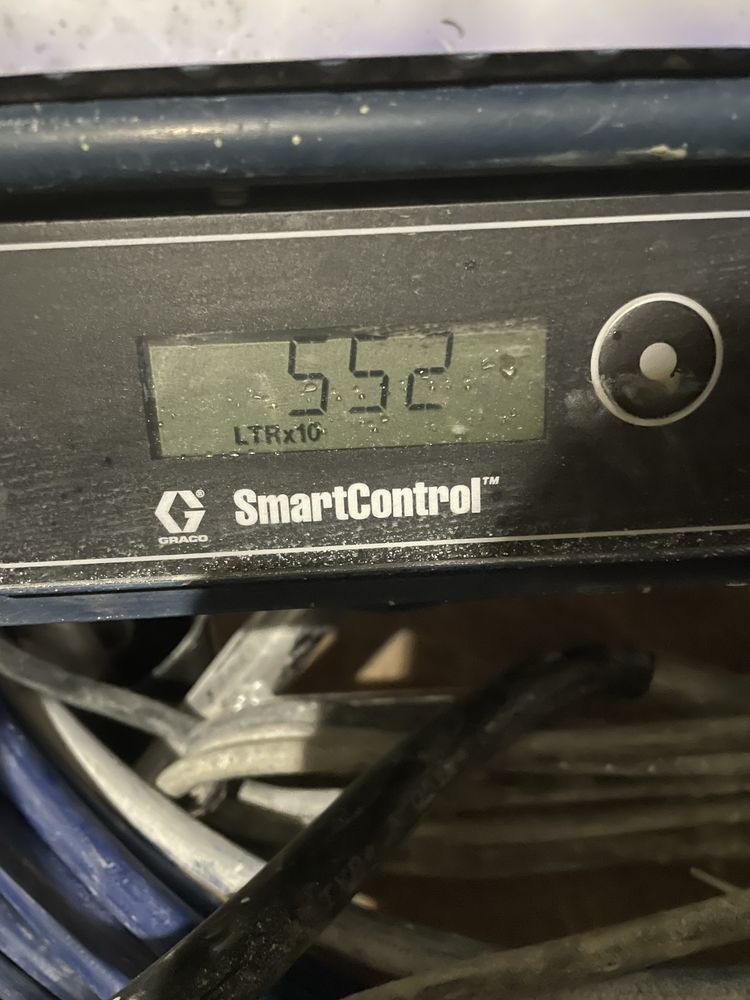 552
LTRx10
SmartControl™
GRACO®